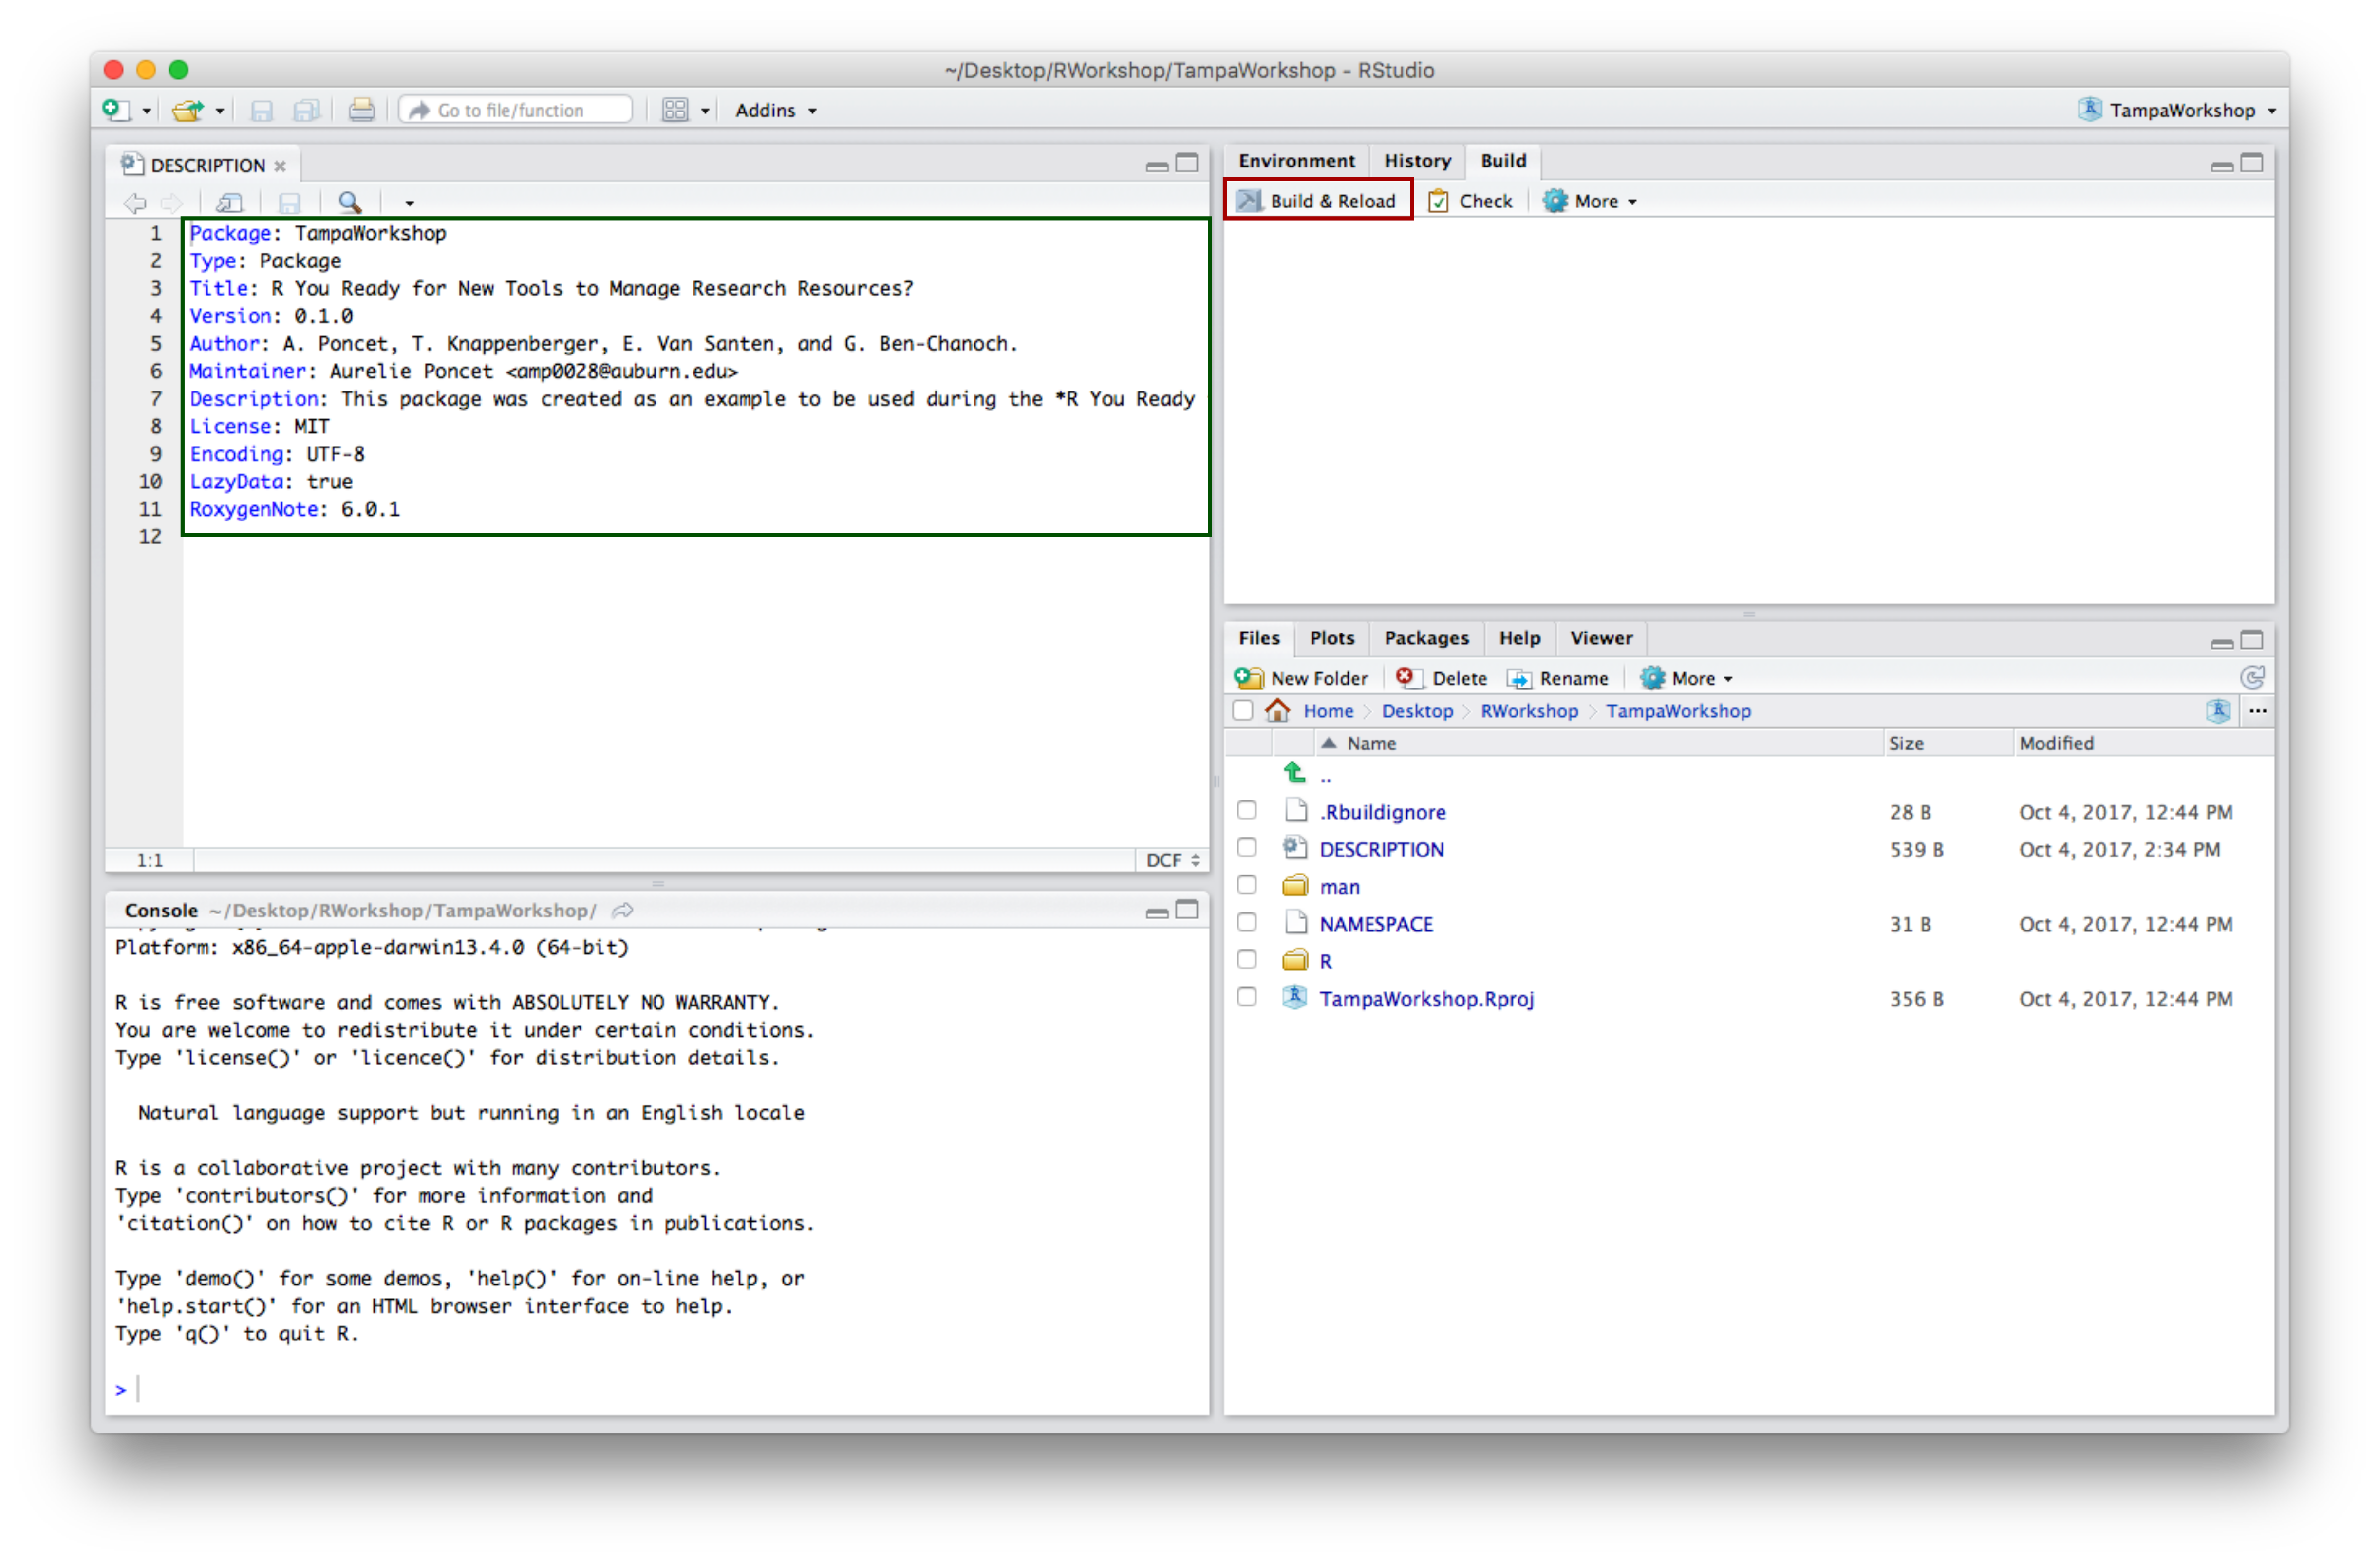 ~/Desktop/RWorkshop/TampaWorkshop - RStudio
Go to file/function
Addins
TampaWorkshop
DESCRIPTION
1 Package: TampaWorkshop
2 Type: Package
3 Title: R You Ready for New Tools to Manage Research Resources?
4 Version: 0.1.0
5 Author: A. Poncet, T. Knappenberger, E. Van Santen, and G. Ben-Chanoch.
6 Maintainer: Aurelie Poncet <amp0028@auburn.edu>
7 Description: This package was created as an example to be used during the *R You Ready
8 License: MIT
9 Encoding: UTF-8
10 LazyData: true
11 RoxygenNote: 6.0.1
12
1:1 DCF
Console ~/Desktop/RWorkshop/TampaWorkshop/
Platform: x86_64-apple-darwin13.4.0 (64-bit)
R is free software and comes with ABSOLUTELY NO WARRANTY.
You are welcome to redistribute it under certain conditions.
Type 'license()' or 'licence()' for distribution details.
Natural language support but running in an English locale
R is a collaborative project with many contributors.
Type 'contributors()' for more information and
'citation()' on how to cite R or R packages in publications.
Type 'demo()' for some demos, 'help()' for on-line help, or
'help.start()' for an HTML browser interface to help.
Type 'q()' to quit R.
>
Environment History Build
Build & Reload Check More
Files Plots Packages Help Viewer
New Folder Delete Rename More
Home Desktop RWorkshop TampaWorkshop
Name Size Modified
..
.Rbuildignore 28 B Oct 4, 2017, 12:44 PM
DESCRIPTION 539 B Oct 4, 2017, 2:34 PM
man
NAMESPACE 31 B Oct 4, 2017, 12:44 PM
R
TampaWorkshop.Rproj 356 B Oct 4, 2017, 12:44 PM